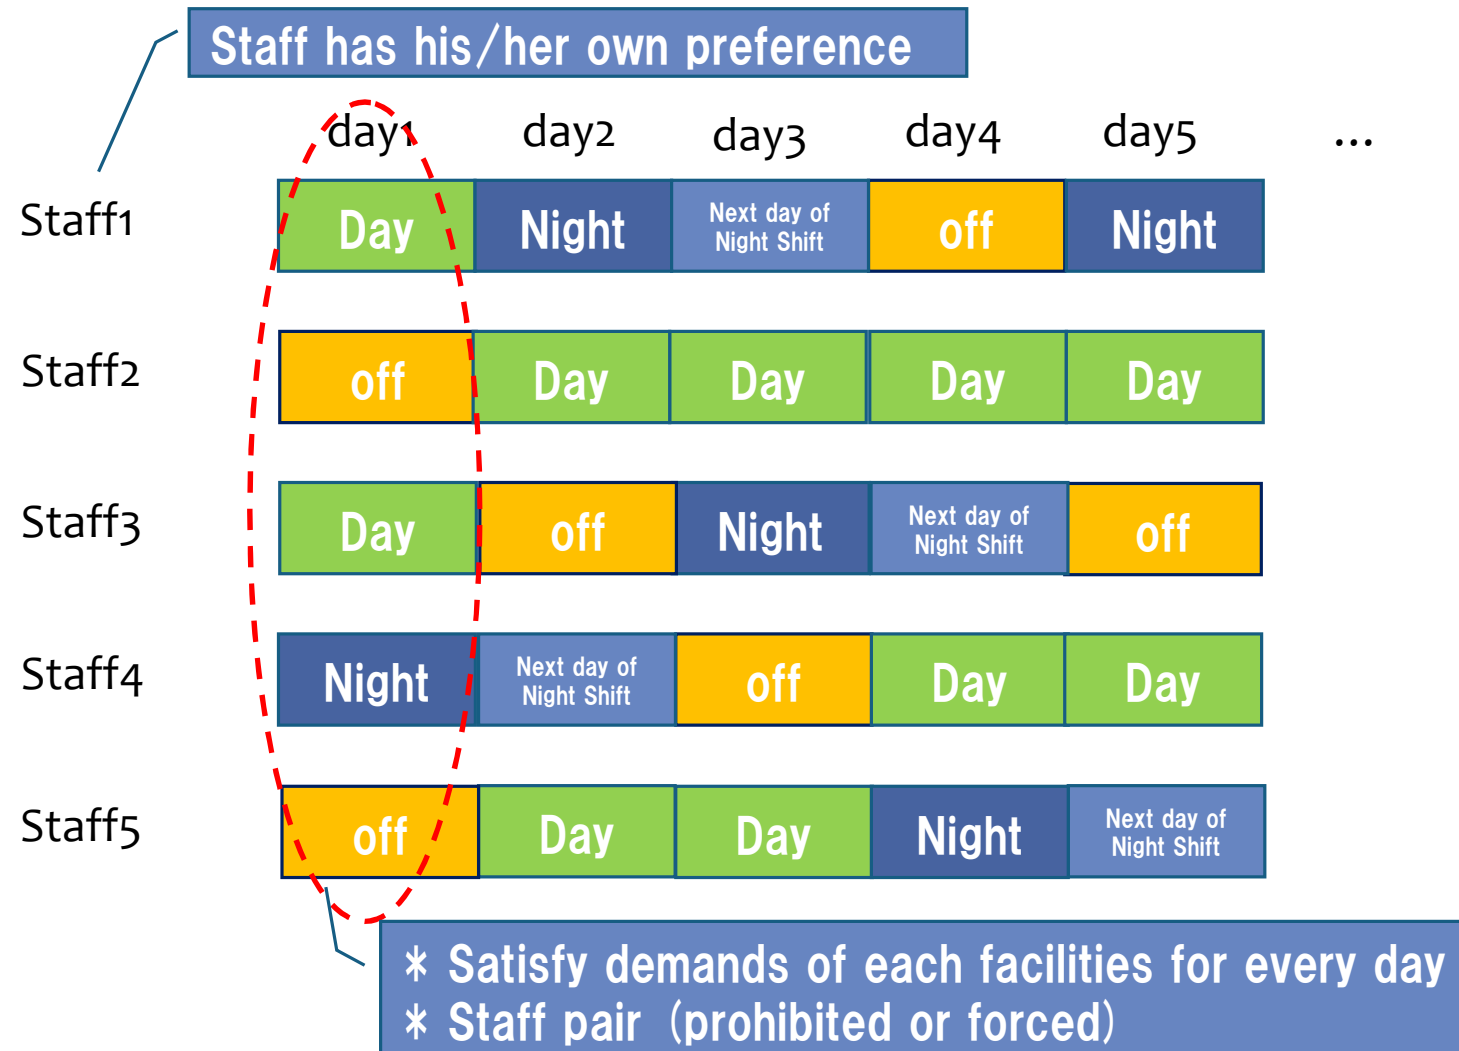 Staff has his/her own preference
day1 day2 day3 day4 day5 ...
Staff1 Day Night Next day of Night Shift off Night
Staff2 off Day Day Day Day
Staff3 Day off Night Next day of Night Shift off
Staff4 Night Next day of Night Shift off Day Day
Staff5 off Day Day Night Next day of Night Shift
* Satisfy demands of each facilities for every day
* Staff pair (prohibited or forced)